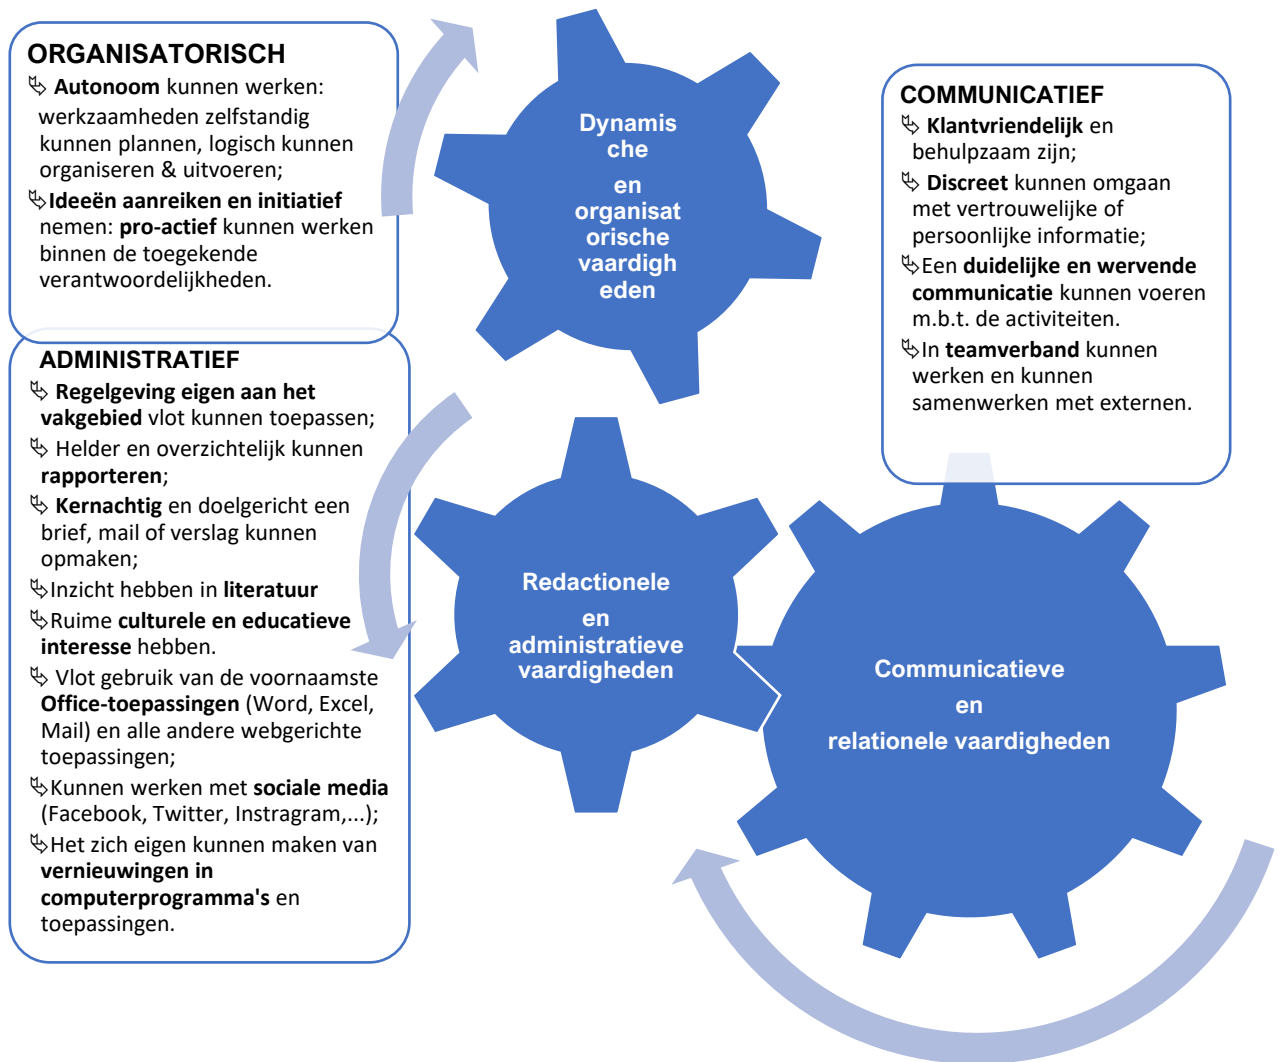 ORGANISATORISCH
Autonoom kunnen werken:
werkzaamheden zelfstandig
kunnen plannen, logisch kunnen
organiseren & uitvoeren;
Ideeën aanreiken en initiatief
nemen: pro-actief kunnen werken
binnen de toegekende
verantwoordelijkheden.
ADMINISTRATIEF
Regelgeving eigen aan het
vakgebied vlot kunnen toepassen;
Helder en overzichtelijk kunnen
rapporteren;
Kernachtig en doelgericht een
brief, mail of verslag kunnen
opmaken;
Inzicht hebben in literatuur
Ruime culturele en educatieve
interesse hebben.
Vlot gebruik van de voornaamste
Office-toepassingen (Word, Excel,
Mail) en alle andere webgerichte
toepassingen;
Kunnen werken met sociale media
(Facebook, Twitter, Instragram,...);
Het zich eigen kunnen maken van
vernieuwingen in
computerprogramma's en
toepassingen.
Dynamis
che
en
organisat
orische
vaardigh
eden
Redactionele
en
administratieve
vaardigheden
COMMUNICATIEF
Klantvriendelijk en
behulpzaam zijn;
Discreet kunnen omgaan
met vertrouwelijke of
persoonlijke informatie;
Een duidelijke en wervende
communicatie kunnen voeren
m.b.t. de activiteiten.
In teamverband kunnen
werken en kunnen
samenwerken met externen.
Communicatieve
en
relationele vaardigheden